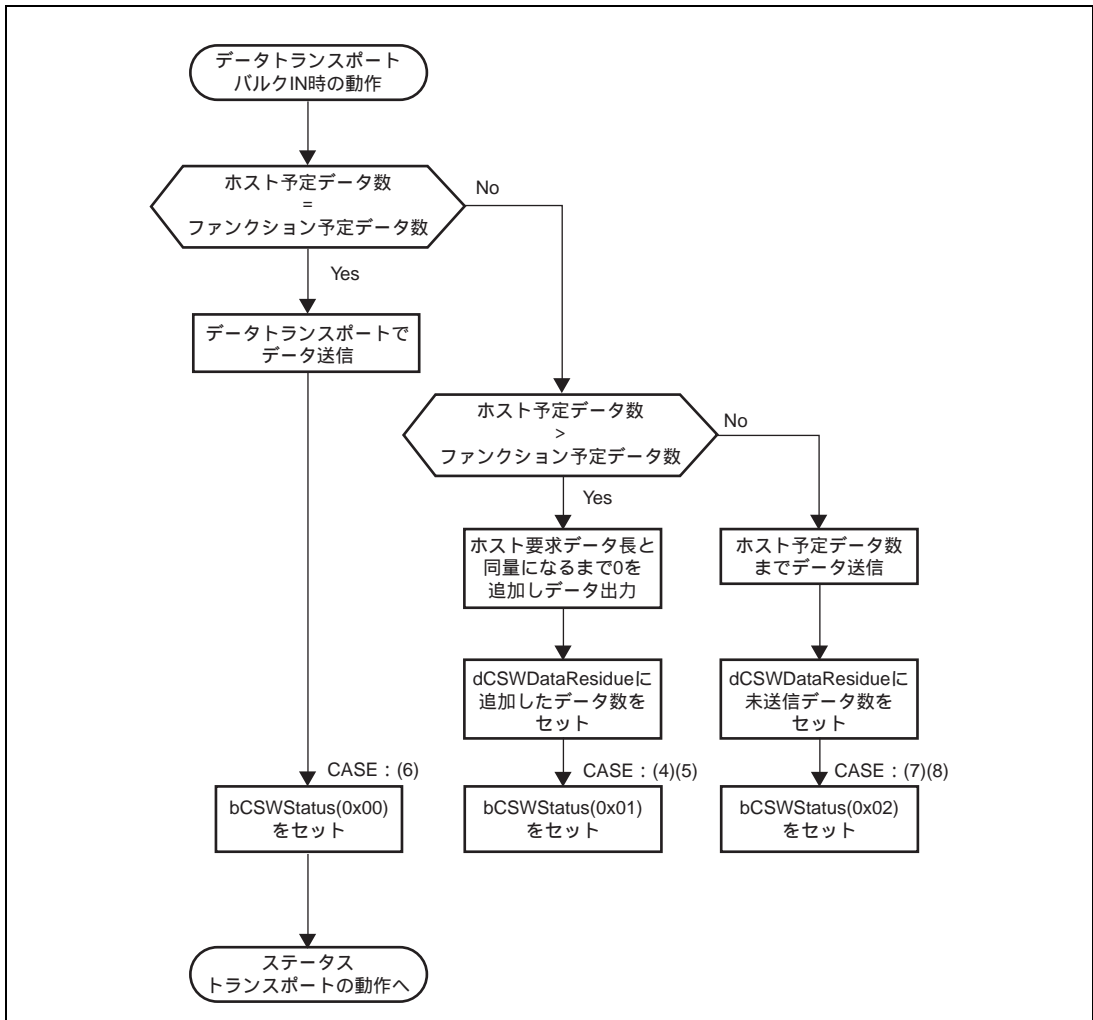 データトランスポート
バルクIN時の動作
ホスト予定データ数
=
ファンクション予定データ数
No
Yes
データトランスポートで
データ送信
ホスト予定データ数
>
ファンクション予定データ数
No
Yes
ホスト要求データ長と
同量になるまで0を
追加しデータ出力
ホスト予定データ数
までデータ送信
dCSWDataResidueに
追加したデータ数を
セット
dCSWDataResidueに
未送信データ数を
セット
CASE：(6)
CASE：(4)(5)
CASE：(7)(8)
bCSWStatus(0x00)
をセット
bCSWStatus(0x01)
をセット
bCSWStatus(0x02)
をセット
ステータス
トランスポートの動作へ